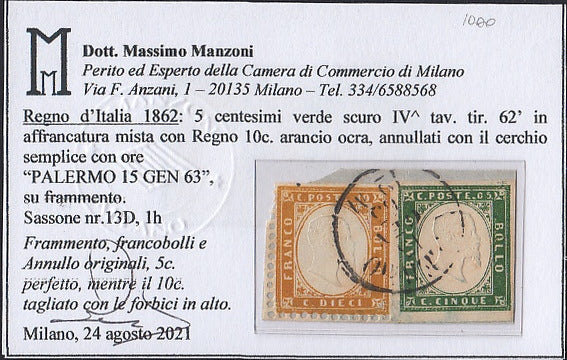 1000
Dott. Massimo Manzoni
Perito ed Esperto della Camera di Commercio di Milano
Via F. Anzani, 1 – 20135 Milano – Tel. 334/6588568
Regno d'Italia 1862: 5 centesimi verde scuro IV^ tav. tir. 62' in
affrancatura mista con Regno 10c. arancio ocra, annullati con il cerchio
semplice con ore
"PALERMO 15 GEN 63",
su frammento.
Sassone nr.13D, 1h
Frammento, francobolli e
Annullo originali, 5c.
perfetto, mentre il 10c.
tagliato con le forbici in alto.
Milano, 24 agosto 2021
FRANCO
C. POSTE
BOLLO
C. DIECI
FRANCO
C. POSTE. 05
BOLLO
C. CINQUE